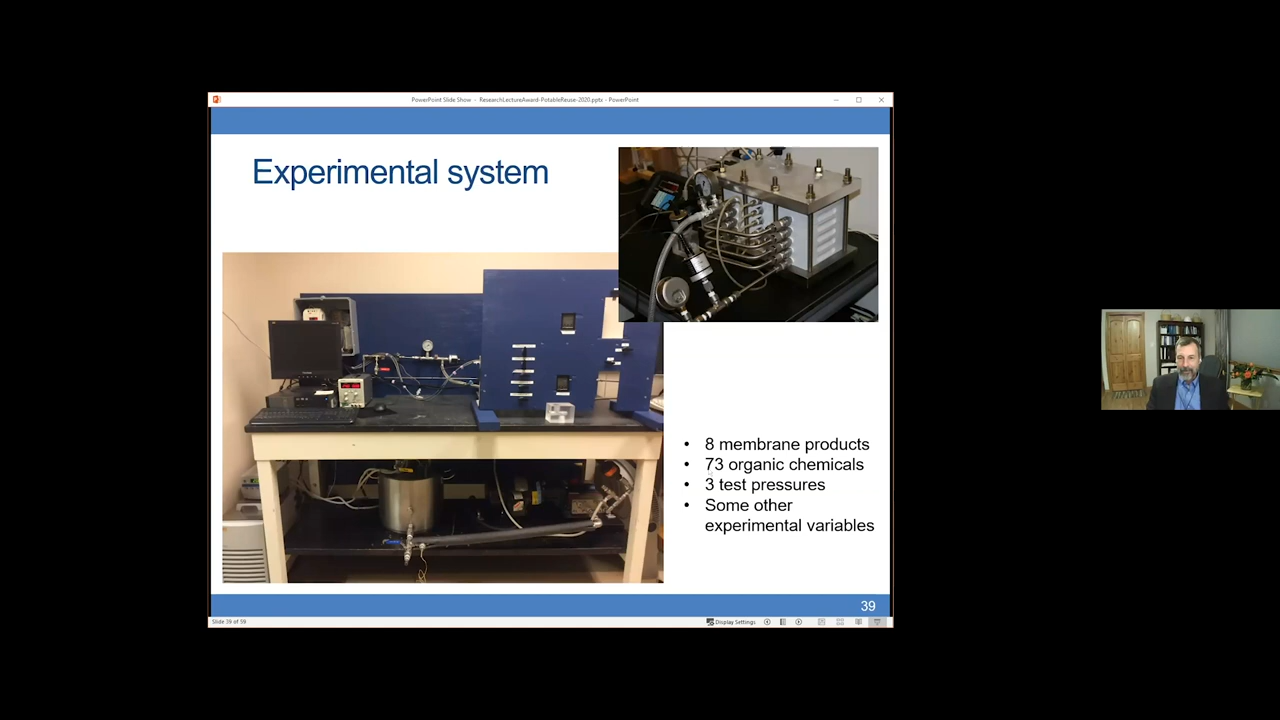 PowerPoint Slide Show - ResearchLectureAward-PotableReuse-2020.pptx - PowerPoint
Experimental system
• 8 membrane products
• 73 organic chemicals
• 3 test pressures
• Some other
experimental variables
39
Slide 39 of 59
Display Settings